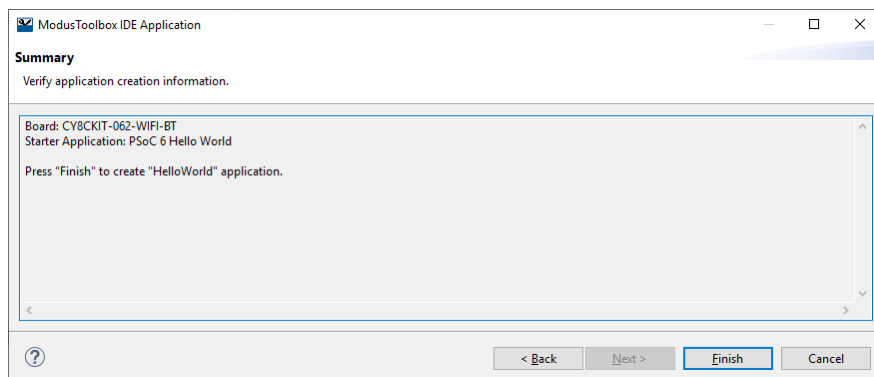 ModusToolbox IDE Application
Summary
Verify application creation information.
Board: CY8CKIT-062-WIFI-BT
Starter Application: PSoC 6 Hello World
Press "Finish" to create "HelloWorld" application.
?
< Back
Next >
Finish
Cancel